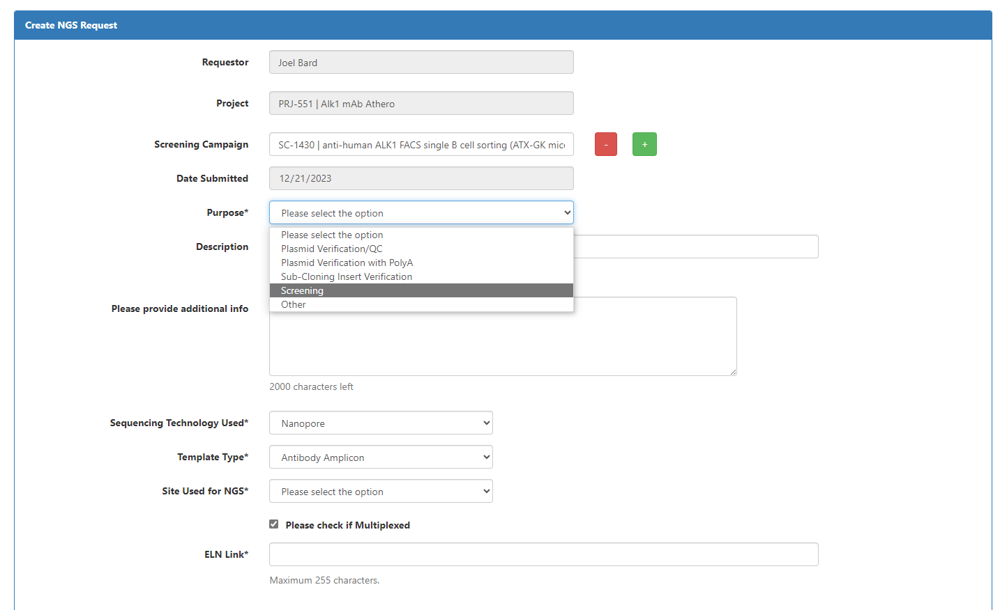 Create NGS Request
Requestor
Joel Bard
Project
PRJ-551 | Alk1 mAb Athero
Screening Campaign
SC-1430 | anti-human ALK1 FACS single B cell sorting (ATX-GK mic
-
+
Date Submitted
12/21/2023
Purpose*
Please select the option
Please select the option
Plasmid Verification/QC
Plasmid Verification with PolyA
Sub-Cloning Insert Verification
Screening
Other
Description
Please provide additional info
2000 characters left
Sequencing Technology Used*
Nanopore
Template Type*
Antibody Amplicon
Site Used for NGS*
Please select the option
Please check if Multiplexed
ELN Link*
Maximum 255 characters.